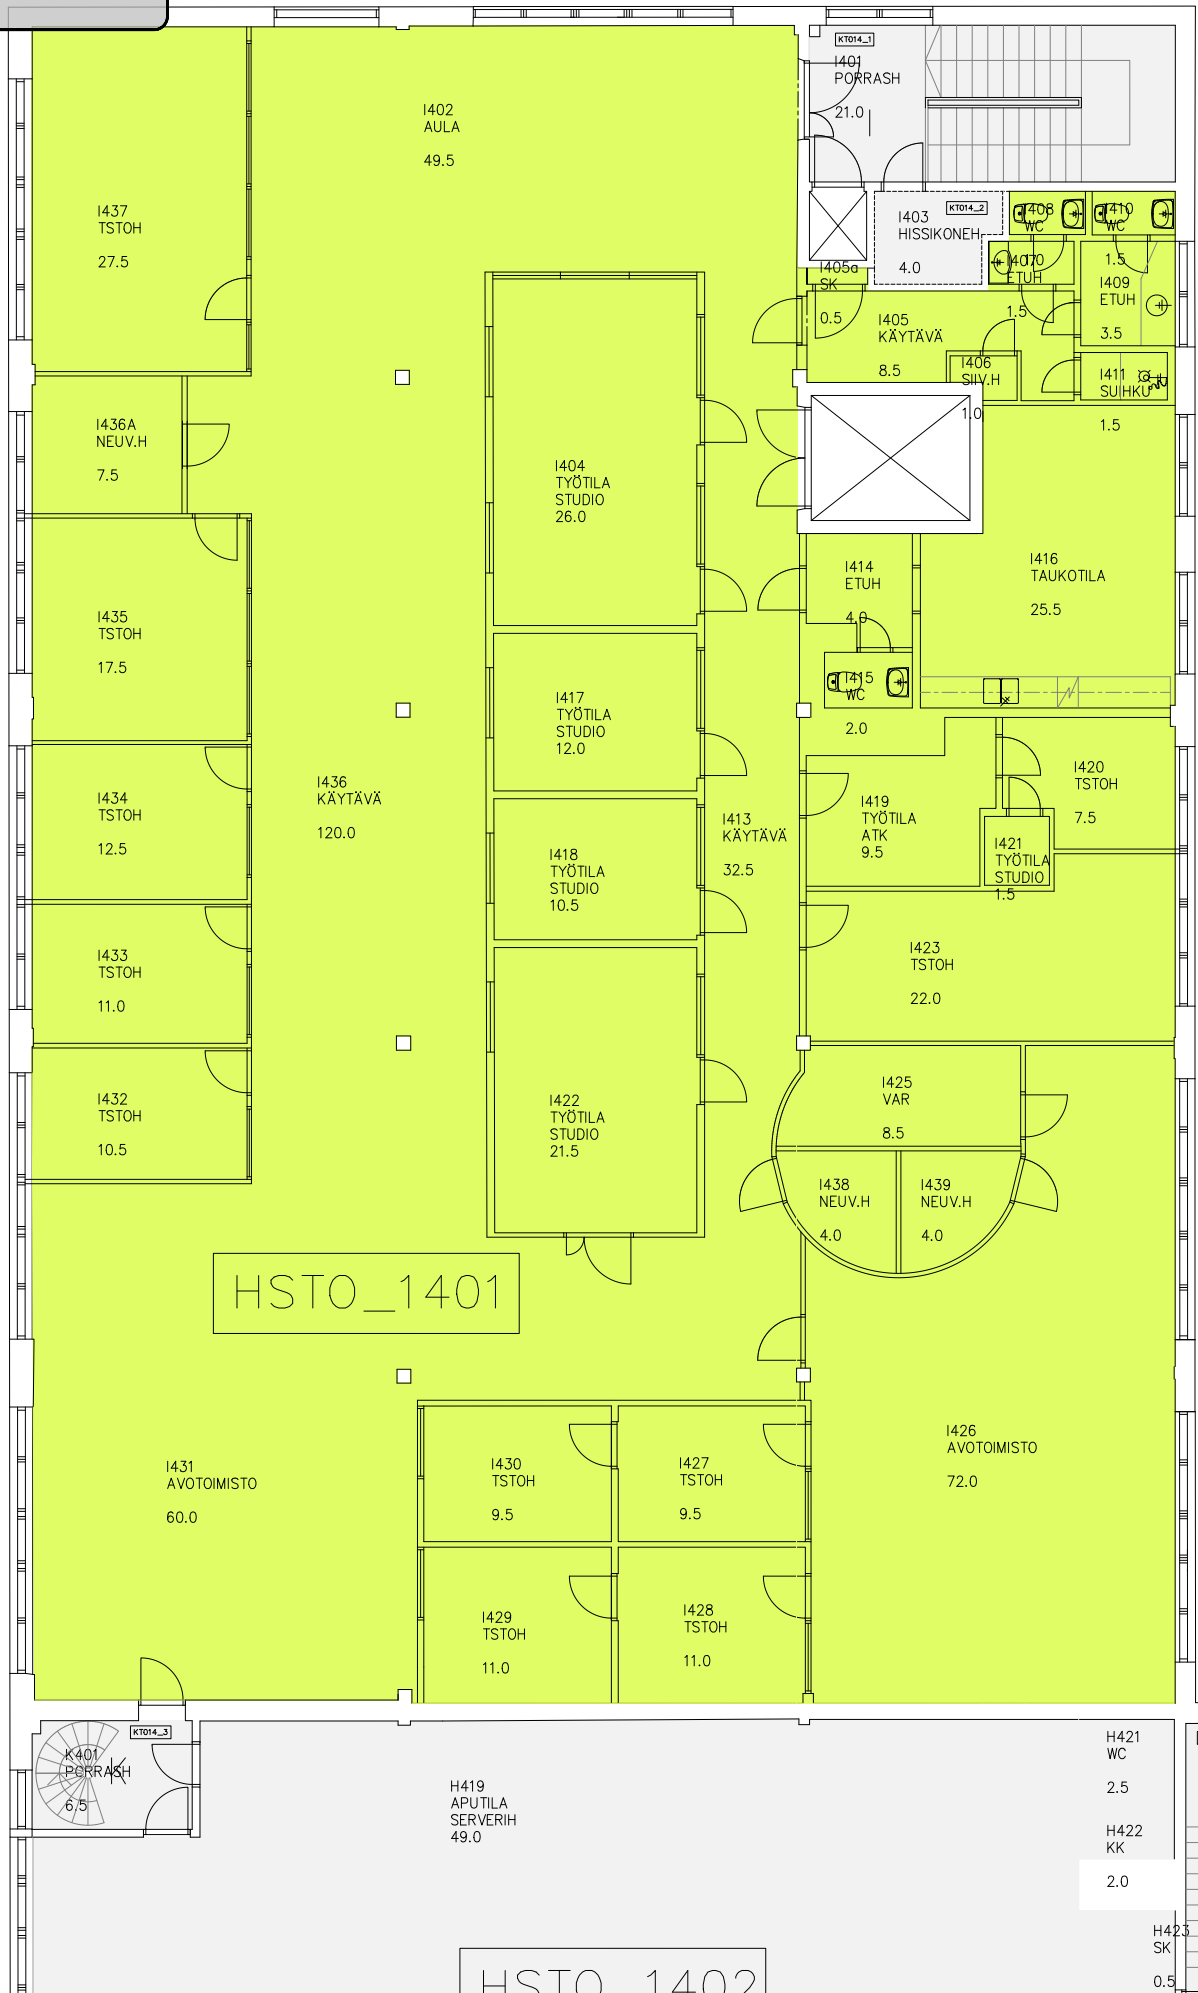 KT014_1
I401
PORRASH
21.0
I402
AULA
49.5
I437
TSTOH
27.5
KT014_2
I403
HISSIKONEH
4.0
I408
WC
I410
WC
1.5
I407
ETUH
1.5
I409
ETUH
3.5
I405a
SK
0.5
I405
KÄYTÄVÄ
8.5
I406
SIIV.H
1.0
I411
SUIHKU
1.5
I436A
NEUV.H
7.5
I404
TYÖTILA
STUDIO
26.0
I414
ETUH
4.0
I416
TAUKOTILA
25.5
I435
TSTOH
17.5
I415
WC
2.0
I417
TYÖTILA
STUDIO
12.0
I436
KÄYTÄVÄ
120.0
I434
TSTOH
12.5
I420
TSTOH
7.5
I419
TYÖTILA
ATK
9.5
I413
KÄYTÄVÄ
32.5
I421
TYÖTILA
STUDIO
1.5
I418
TYÖTILA
STUDIO
10.5
I433
TSTOH
11.0
I423
TSTOH
22.0
I432
TSTOH
10.5
I422
TYÖTILA
STUDIO
21.5
I425
VAR
8.5
I438
NEUV.H
4.0
I439
NEUV.H
4.0
HSTO_1401
I431
AVOTOIMISTO
60.0
I430
TSTOH
9.5
I427
TSTOH
9.5
I426
AVOTOIMISTO
72.0
I429
TSTOH
11.0
I428
TSTOH
11.0
KT014_3
K401
PORRASH
6.5
K
H419
APUTILA
SERVERIH
49.0
H421
WC
2.5
H422
KK
2.0
H423
SK
0.5
HSTO_1402